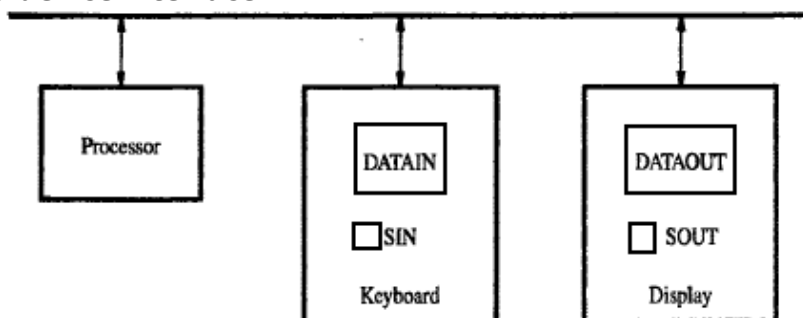 Processor
DATAIN
SIN
Keyboard
DATAOUT
SOUT
Display